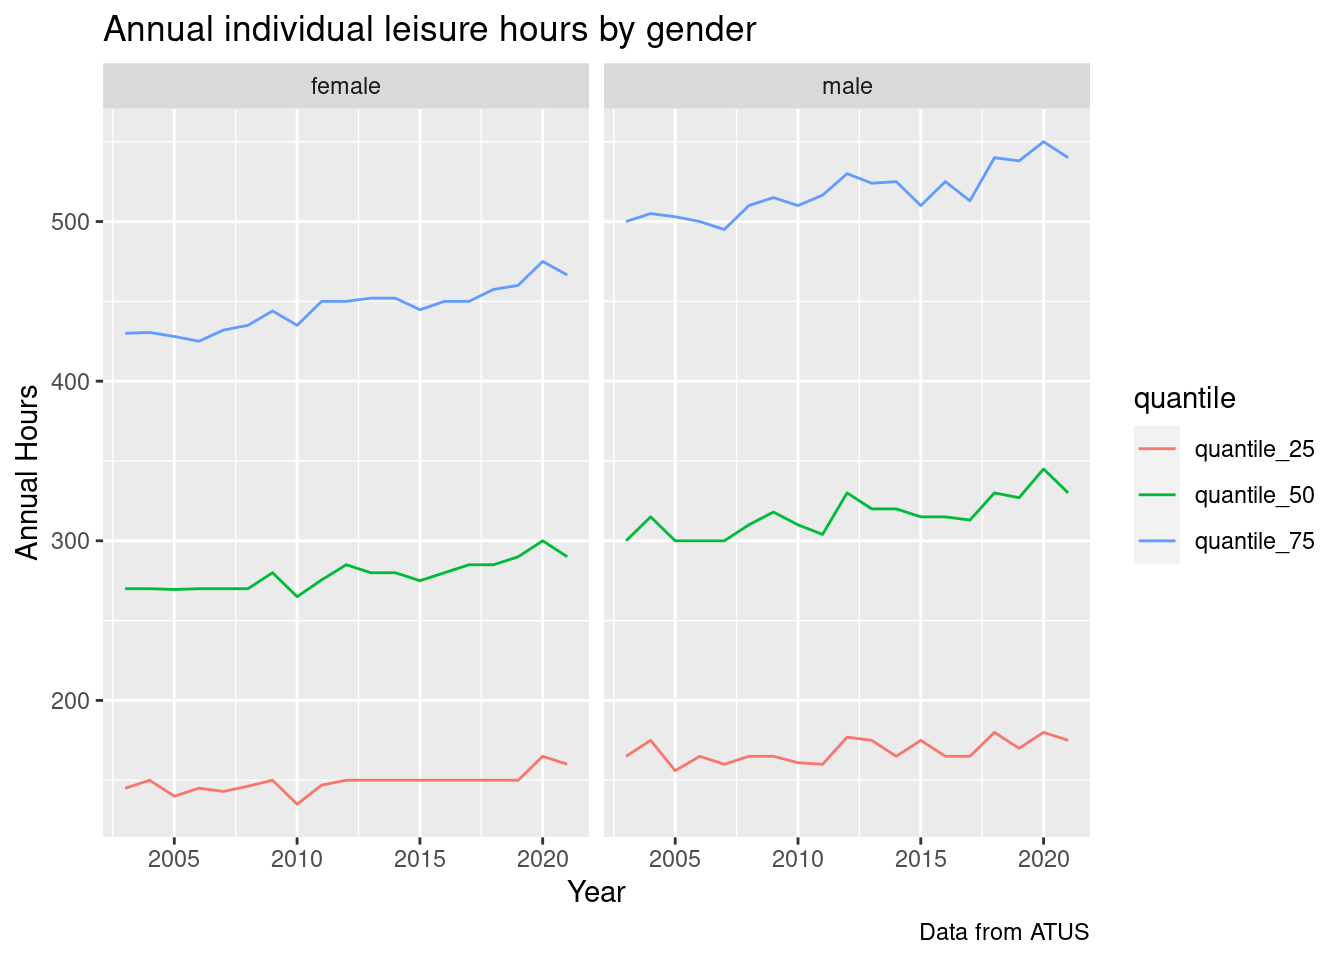 Annual individual leisure hours by gender
female
male
500
400
300
200
Annual Hours
2005 2010 2015 2020
2005 2010 2015 2020
Year
quantile
quantile_25
quantile_50
quantile_75
Data from ATUS